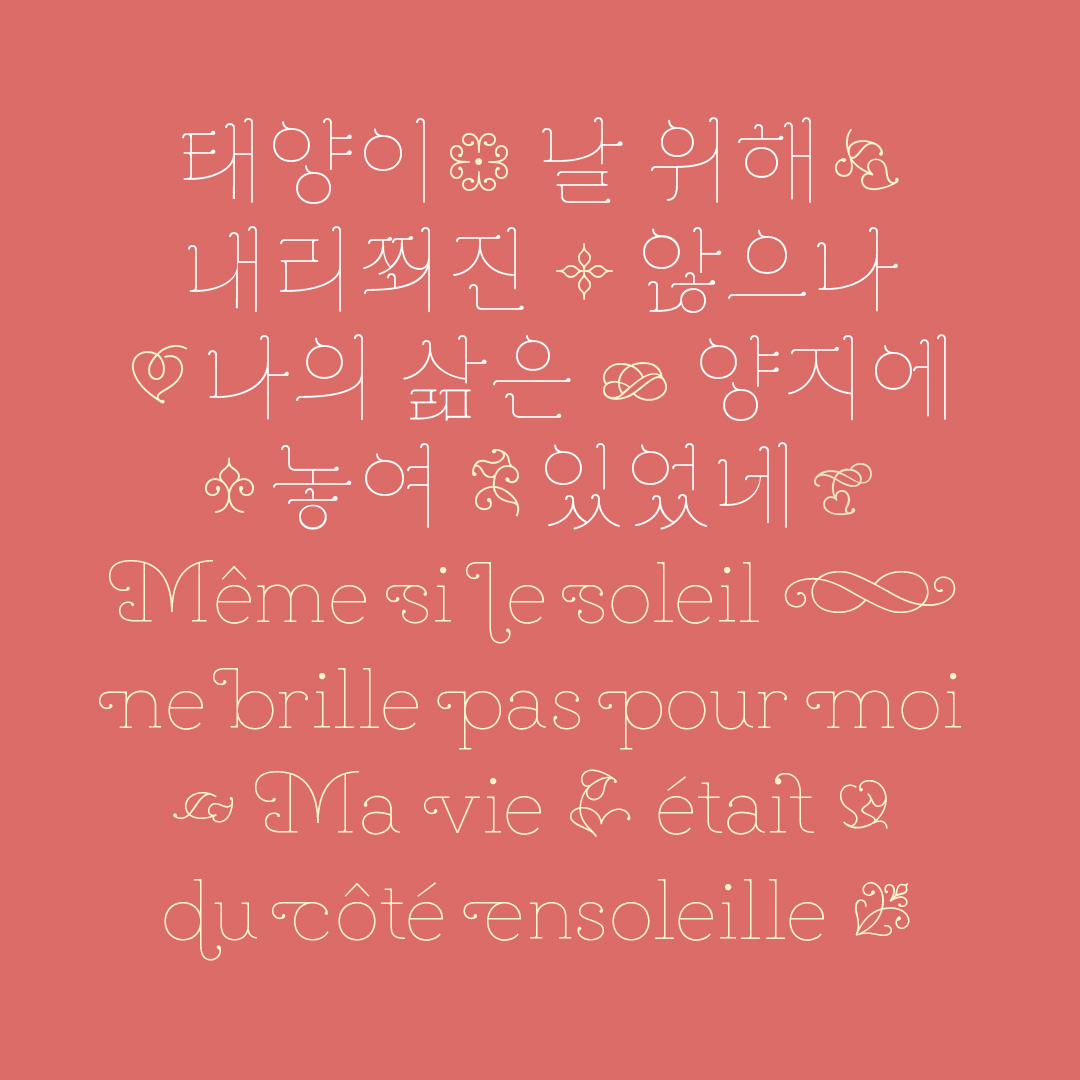 태양이 날 위해
내리쬐진 않으나
나의 삶은 양지에
놓여 있었네
Même si le soleil
ne brille pas pour moi
Ma vie était
du côté ensoleille